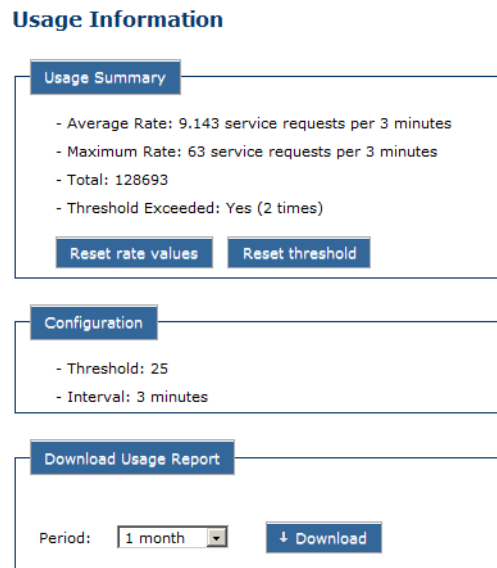 Usage Information
Usage Summary
- Average Rate: 9.143 service requests per 3 minutes
- Maximum Rate: 63 service requests per 3 minutes
- Total: 128693
- Threshold Exceeded: Yes (2 times)
Reset rate values Reset threshold
Configuration
- Threshold: 25
- Interval: 3 minutes
Download Usage Report
Period: 1 month ↓ Download